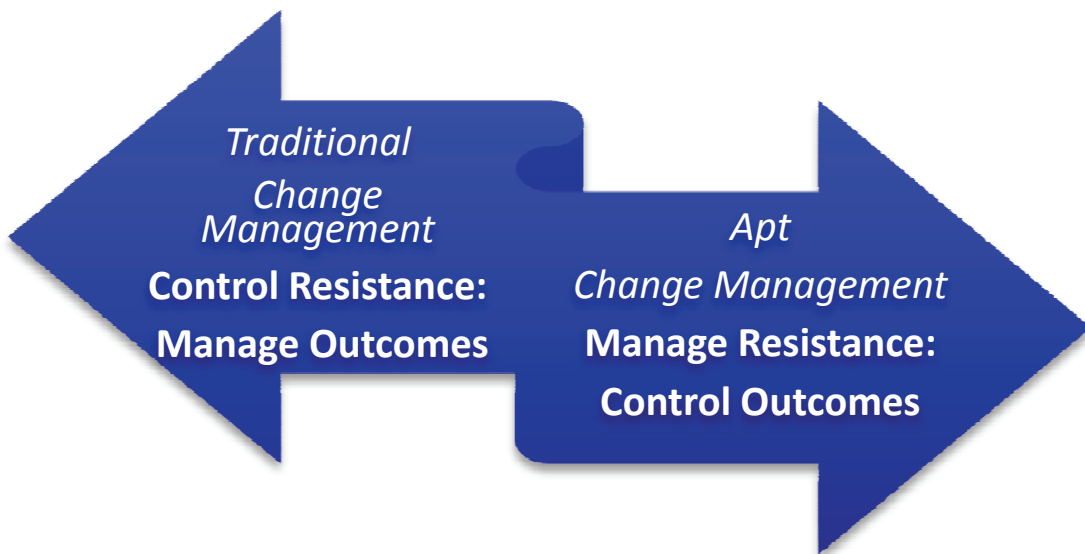 Traditional
Change
Management
Control Resistance:
Manage Outcomes
Apt
Change Management
Manage Resistance:
Control Outcomes